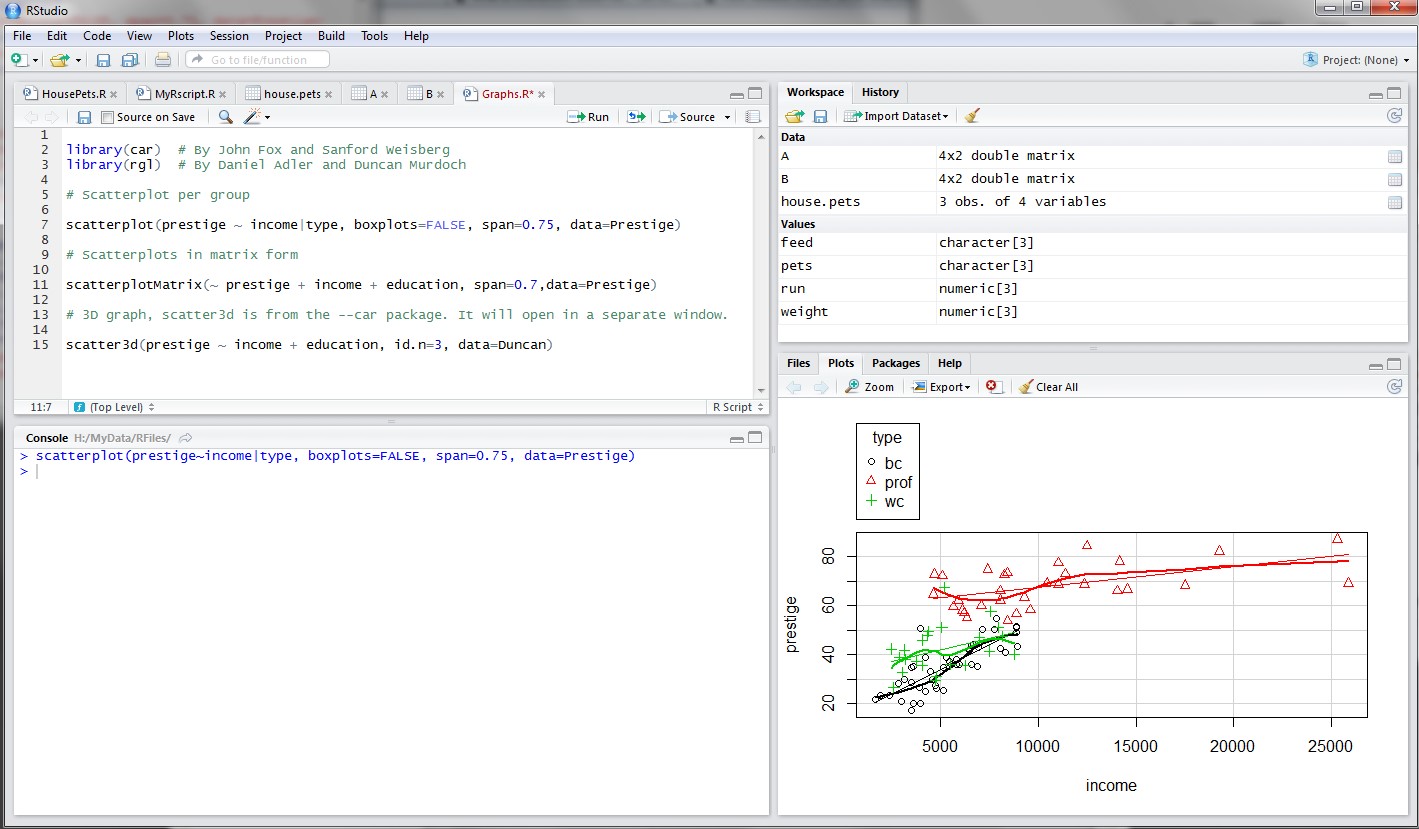 RStudio
File Edit Code View Plots Session Project Build Tools Help
Go to file/function
Project: (None)
HousePets.R MyRscript.R house.pets A B Graphs.R*
Source on Save Run Source
1
2 library(car)  # By John Fox and Sanford Weisberg
3 library(rgl)  # By Daniel Adler and Duncan Murdoch
4
5 # Scatterplot per group
6
7 scatterplot(prestige ~ income|type, boxplots=FALSE, span=0.75, data=Prestige)
8
9 # Scatterplots in matrix form
10
11 scatterplotMatrix(~ prestige + income + education, span=0.7,data=Prestige)
12
13 # 3D graph, scatter3d is from the --car package. It will open in a separate window.
14
15 scatter3d(prestige ~ income + education, id.n=3, data=Duncan)
11:7 (Top Level) R Script
Console H:/MyData/RFiles/
> scatterplot(prestige~income|type, boxplots=FALSE, span=0.75, data=Prestige)
>
Workspace History
Import Dataset
Data
A 4x2 double matrix
B 4x2 double matrix
house.pets 3 obs. of 4 variables
Values
feed character[3]
pets character[3]
run numeric[3]
weight numeric[3]
Files Plots Packages Help
Zoom Export Clear All
type
bc
prof
wc
prestige
80
60
40
20
5000 10000 15000 20000 25000
income